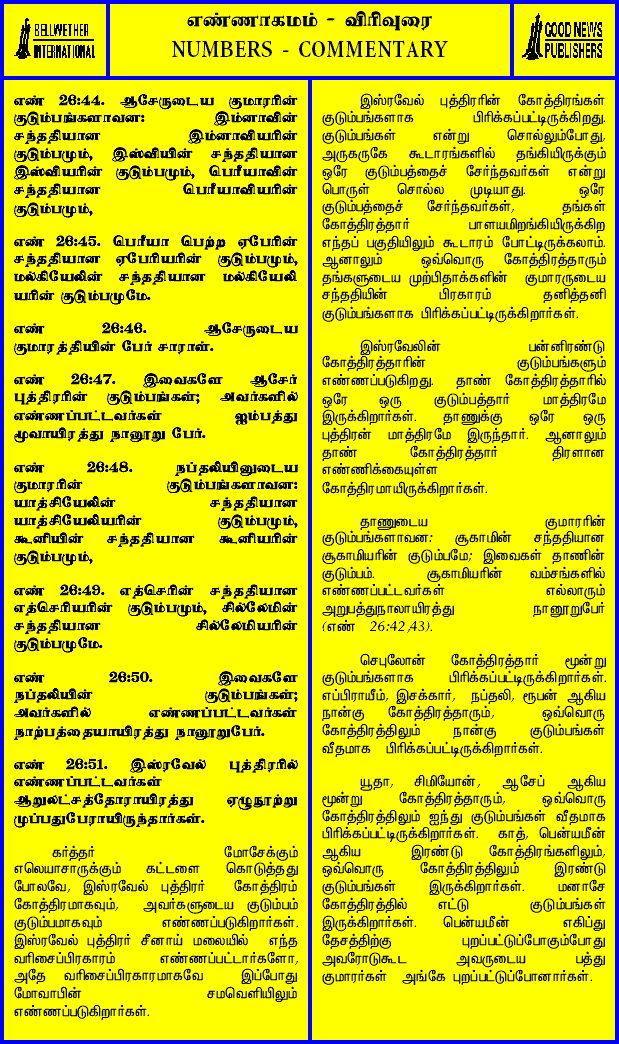 BELLWETHER
INTERNATIONAL
எண்ணாகமம் - விரிவுரை
NUMBERS - COMMENTARY
GOOD NEWS
PUBLISHERS
எண் 26:44. ஆசேருடைய குமாரரின்
குடும்பங்களாவன: இம்னாவின்
சந்ததியான இம்னாவியரின்
குடும்பமும், இஸ்வியின் சந்ததியான
இஸ்வியரின் குடும்பமும், பெரீயாவின்
சந்ததியான பெரீயாவியரின்
குடும்பமும்,
எண் 26:45. பெரீயா பெற்ற ஏபேரின்
சந்ததியான ஏபேரியரின் குடும்பமும்,
மல்கியேலின் சந்ததியான மல்கியேலி
யரின் குடும்பமுமே.
எண் 26:46. ஆசேருடைய
குமாரத்தியின் பேர் சாராள்.
எண் 26:47. இவைகளே ஆசேர்
புத்திரரின் குடும்பங்கள்; அவர்களில்
எண்ணப்பட்டவர்கள் ஐம்பத்து
மூவாயிரத்து நானூறு பேர்.
எண் 26:48. நப்தலியினுடைய
குமாரரின் குடும்பங்களாவன:
யாத்சியேலின் சந்ததியான
யாத்சியேலியரின் குடும்பமும்,
கூனியின் சந்ததியான கூனியரின்
குடும்பமும்,
எண் 26:49. எத்செரின் சந்ததியான
எத்செரியரின் குடும்பமும், சில்லேமின்
சந்ததியான சில்லேமியரின்
குடும்பமுமே.
எண் 26:50. இவைகளே
நப்தலியின் குடும்பங்கள்;
அவர்களில் எண்ணப்பட்டவர்கள்
நாற்பத்தையாயிரத்து நானூறுபேர்.
எண் 26:51. இஸ்ரவேல் புத்திரரில்
எண்ணப்பட்டவர்கள்
ஆறுலட்சத்தோராயிரத்து எழுநூற்று
முப்பதுபேராயிருந்தார்கள்.
கர்த்தர் மோசேக்கும்
எலெயாசாருக்கும் கட்டளை கொடுத்தது
போலவே, இஸ்ரவேல் புத்திரர் கோத்திரம்
கோத்திரமாகவும், அவர்களுடைய குடும்பம்
குடும்பமாகவும் எண்ணப்படுகிறார்கள்.
இஸ்ரவேல் புத்திரர் சீனாய் மலையில் எந்த
வரிசைப்பிரகாரம் எண்ணப்பட்டார்களோ,
அதே வரிசைப்பிரகாரமாகவே இப்போது
மோவாபின் சமவெளியிலும்
எண்ணப்படுகிறார்கள்.
இஸ்ரவேல் புத்திரரின் கோத்திரங்கள்
குடும்பங்களாக பிரிக்கப்பட்டிருக்கிறது.
குடும்பங்கள் என்று சொல்லும்போது,
அருகருகே கூடாரங்களில் தங்கியிருக்கும்
ஒரே குடும்பத்தைச் சேர்ந்தவர்கள் என்று
பொருள் சொல்ல முடியாது. ஒரே
குடும்பத்தைச் சேர்ந்தவர்கள், தங்கள்
கோத்திரத்தார் பாளயமிறங்கியிருக்கிற
எந்தப் பகுதியிலும் கூடாரம் போட்டிருக்கலாம்.
ஆனாலும் ஒவ்வொரு கோத்திரத்தாரும்
தங்களுடைய முற்பிதாக்களின் குமாரருடைய
சந்ததியின் பிரகாரம் தனித்தனி
குடும்பங்களாக பிரிக்கப்பட்டிருக்கிறார்கள்.
இஸ்ரவேலின் பன்னிரண்டு
கோத்திரத்தாரின் குடும்பங்களும்
எண்ணப்படுகிறது. தாண் கோத்திரத்தாரில்
ஒரே ஒரு குடும்பத்தார் மாத்திரமே
இருக்கிறார்கள். தாணுக்கு ஒரே ஒரு
புத்திரன் மாத்திரமே இருந்தார். ஆனாலும்
தாண் கோத்திரத்தார் திரளான
எண்ணிக்கையுள்ள
கோத்திரமாயிருக்கிறார்கள்.
தாணுடைய குமாரரின்
குடும்பங்களாவன: சூகாமின் சந்ததியான
சூகாமியரின் குடும்பமே; இவைகள் தாணின்
குடும்பம். சூகாமியரின் வம்சங்களில்
எண்ணப்பட்டவர்கள் எல்லாரும்
அறுபத்துநாலாயிரத்து நானூறுபேர்
(எண் 26:42,43).
செபுலோன் கோத்திரத்தார் மூன்று
குடும்பங்களாக பிரிக்கப்பட்டிருக்கிறார்கள்.
எப்பிராயீம், இசக்கார், நப்தலி, ரூபன் ஆகிய
நான்கு கோத்திரத்தாரும், ஒவ்வொரு
கோத்திரத்திலும் நான்கு குடும்பங்கள்
வீதமாக பிரிக்கப்பட்டிருக்கிறார்கள்.
யூதா, சிமியோன், ஆசேப் ஆகிய
மூன்று கோத்திரத்தாரும், ஒவ்வொரு
கோத்திரத்திலும் ஐந்து குடும்பங்கள் வீதமாக
பிரிக்கப்பட்டிருக்கிறார்கள். காத், பென்யமீன்
ஆகிய இரண்டு கோத்திரங்களிலும்,
ஒவ்வொரு கோத்திரத்திலும் இரண்டு
குடும்பங்கள் இருக்கிறார்கள். மனாசே
கோத்திரத்தில் எட்டு குடும்பங்கள்
இருக்கிறார்கள். பென்யமீன் எகிப்து
தேசத்திற்கு புறப்பட்டுப்போகும்போது
அவரோடுகூட அவருடைய பத்து
குமாரர்கள் அங்கே புறப்பட்டுப்போனார்கள்.